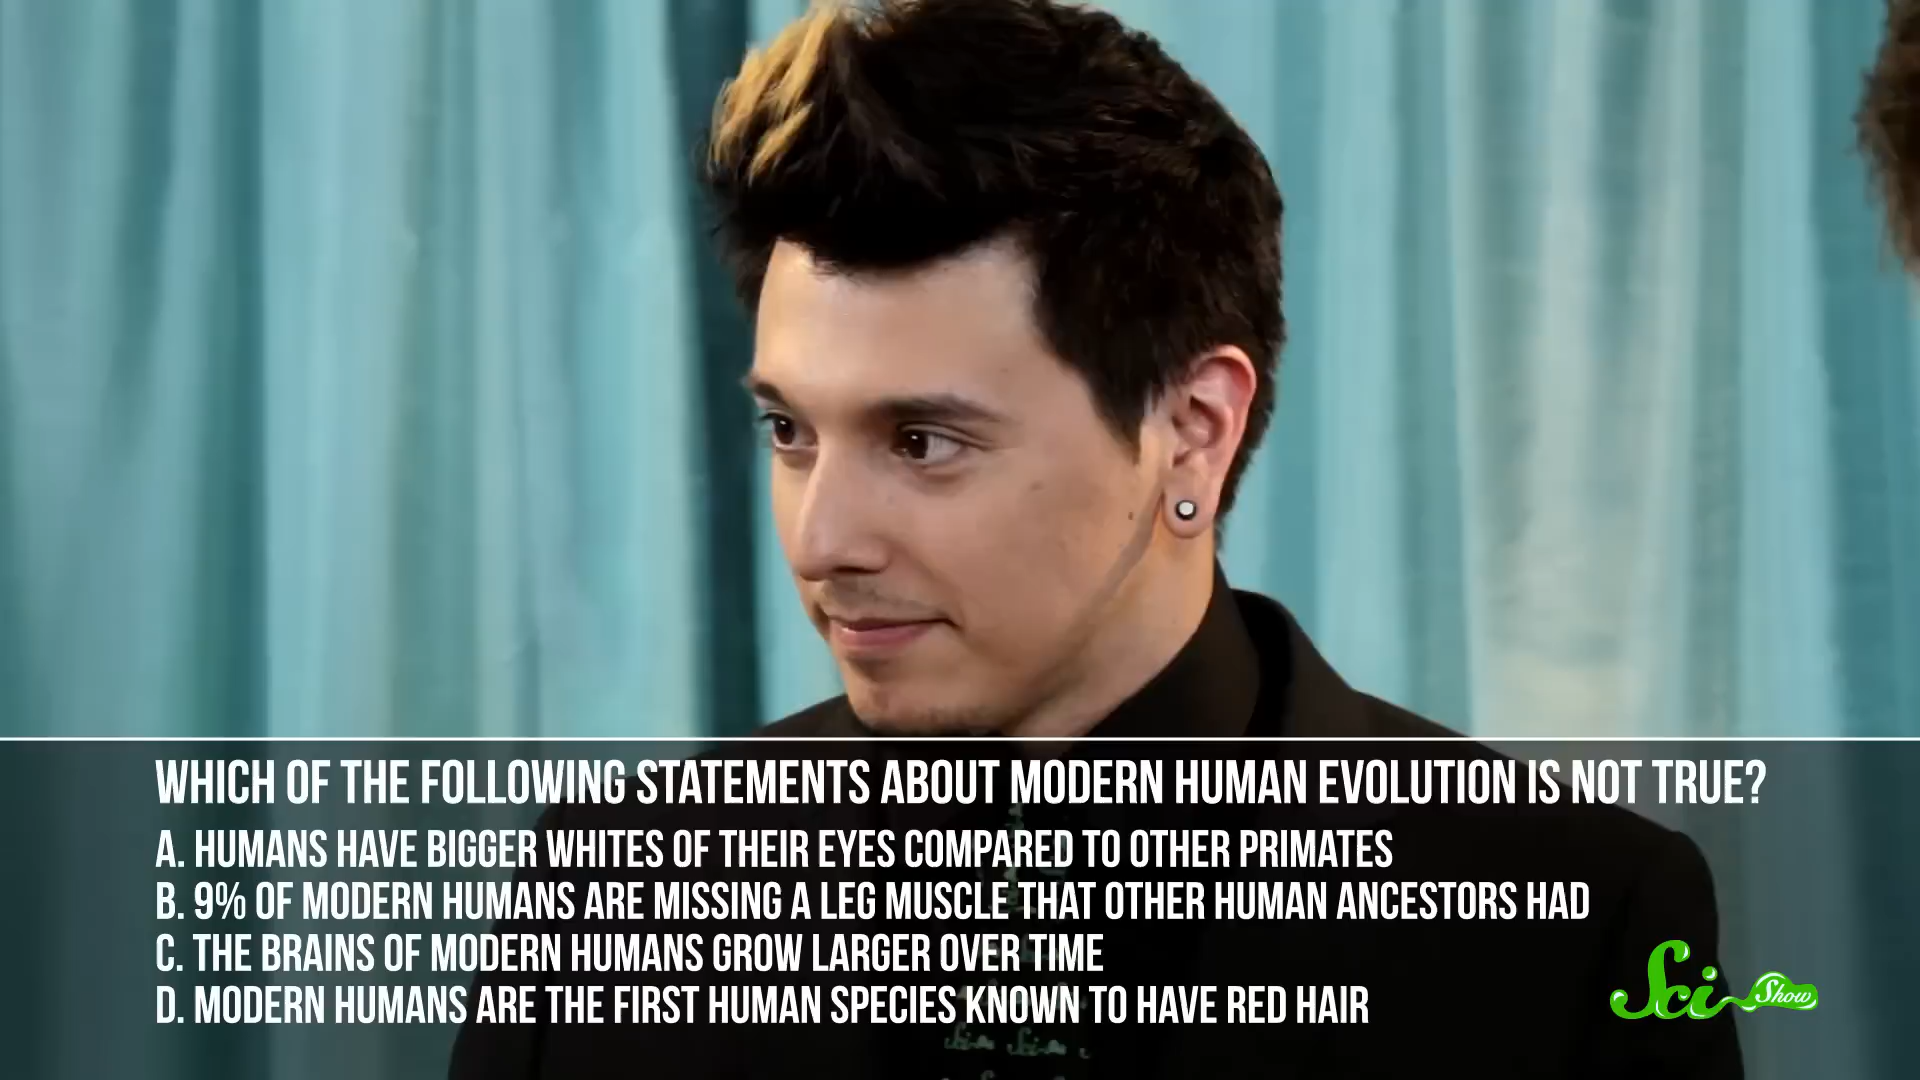 WHICH OF THE FOLLOWING STATEMENTS ABOUT MODERN HUMAN EVOLUTION IS NOT TRUE?
A. HUMANS HAVE BIGGER WHITES OF THEIR EYES COMPARED TO OTHER PRIMATES
B. 9% OF MODERN HUMANS ARE MISSING A LEG MUSCLE THAT OTHER HUMAN ANCESTORS HAD
C. THE BRAINS OF MODERN HUMANS GROW LARGER OVER TIME
D. MODERN HUMANS ARE THE FIRST HUMAN SPECIES KNOWN TO HAVE RED HAIR
Sci Show